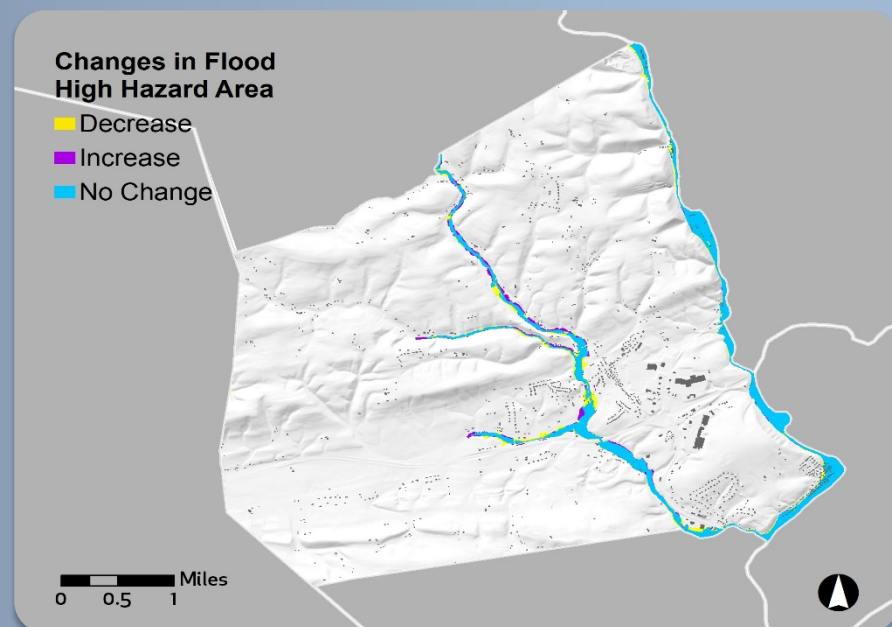 Changes in Flood
High Hazard Area
Decrease
Increase
No Change
Miles
0 0.5 1